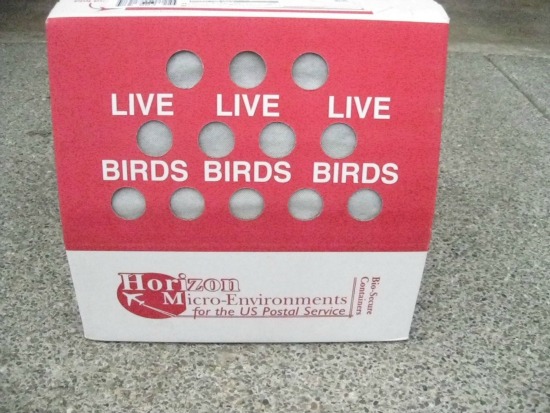 LIVE LIVE LIVE
BIRDS BIRDS BIRDS
Horizon
Micro-Environments
for the US Postal Service
Bio-Secure
Containers